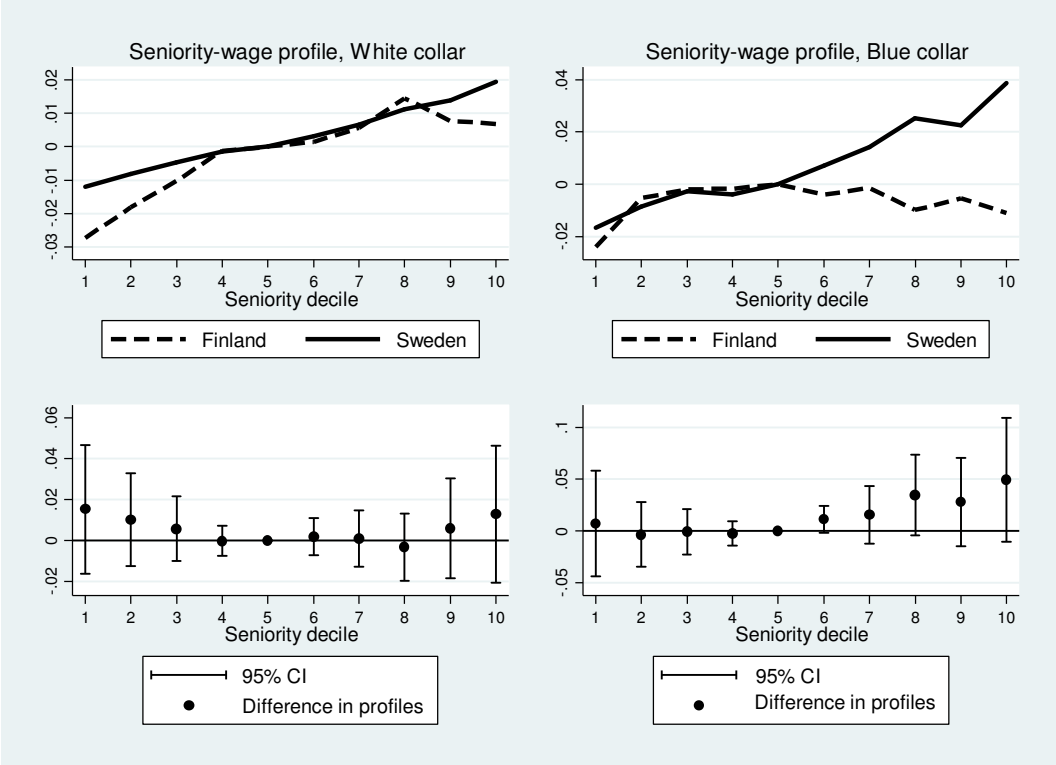 Seniority-wage profile, White collar
.02
.01
0
-.01
-.02
-.03
1 2 3 4 5 6 7 8 9 10
Seniority decile
Finland Sweden
Seniority-wage profile, Blue collar
.04
.02
0
-.02
1 2 3 4 5 6 7 8 9 10
Seniority decile
Finland Sweden
.06
.04
.02
0
-.02
1 2 3 4 5 6 7 8 9 10
Seniority decile
95% CI
Difference in profiles
.1
.05
0
-.05
1 2 3 4 5 6 7 8 9 10
Seniority decile
95% CI
Difference in profiles